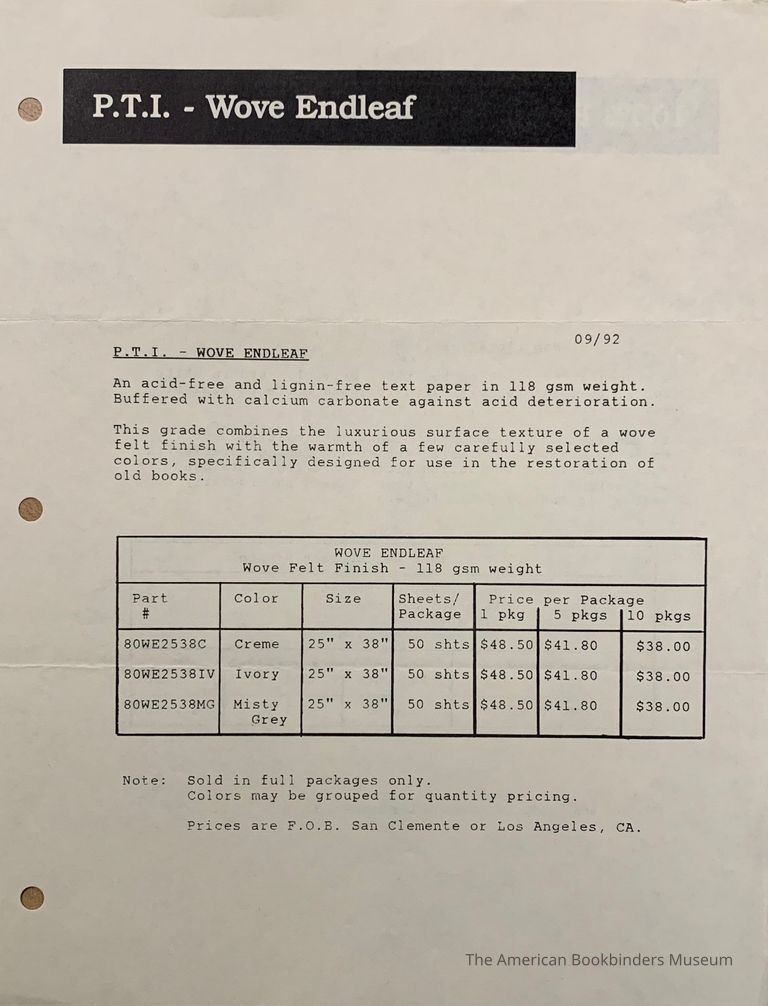 P.T.I. - Wove Endleaf
09/92
P.T.I. - WOVE ENDLEAF
An acid-free and lignin-free text paper in 118 gsm weight.
Buffered with calcium carbonate against acid deterioration.
This grade combines the luxurious surface texture of a wove
felt finish with the warmth of a few carefully selected
colors, specifically designed for use in the restoration of
old books.
WOVE ENDLEAF
Wove Felt Finish - 118 gsm weight
Part Color Size Sheets/ Price per Package
# Package 1 pkg 5 pkgs 10 pkgs
80WE2538C Creme 25" x 38" 50 shts $48.50 $41.80 $38.00
80WE2538IV Ivory 25" x 38" 50 shts $48.50 $41.80 $38.00
80WE2538MG Misty 25" x 38" 50 shts $48.50 $41.80 $38.00
Grey
Note: Sold in full packages only.
Colors may be grouped for quantity pricing.
Prices are F.O.B. San Clemente or Los Angeles, CA.
The American Bookbinders Museum